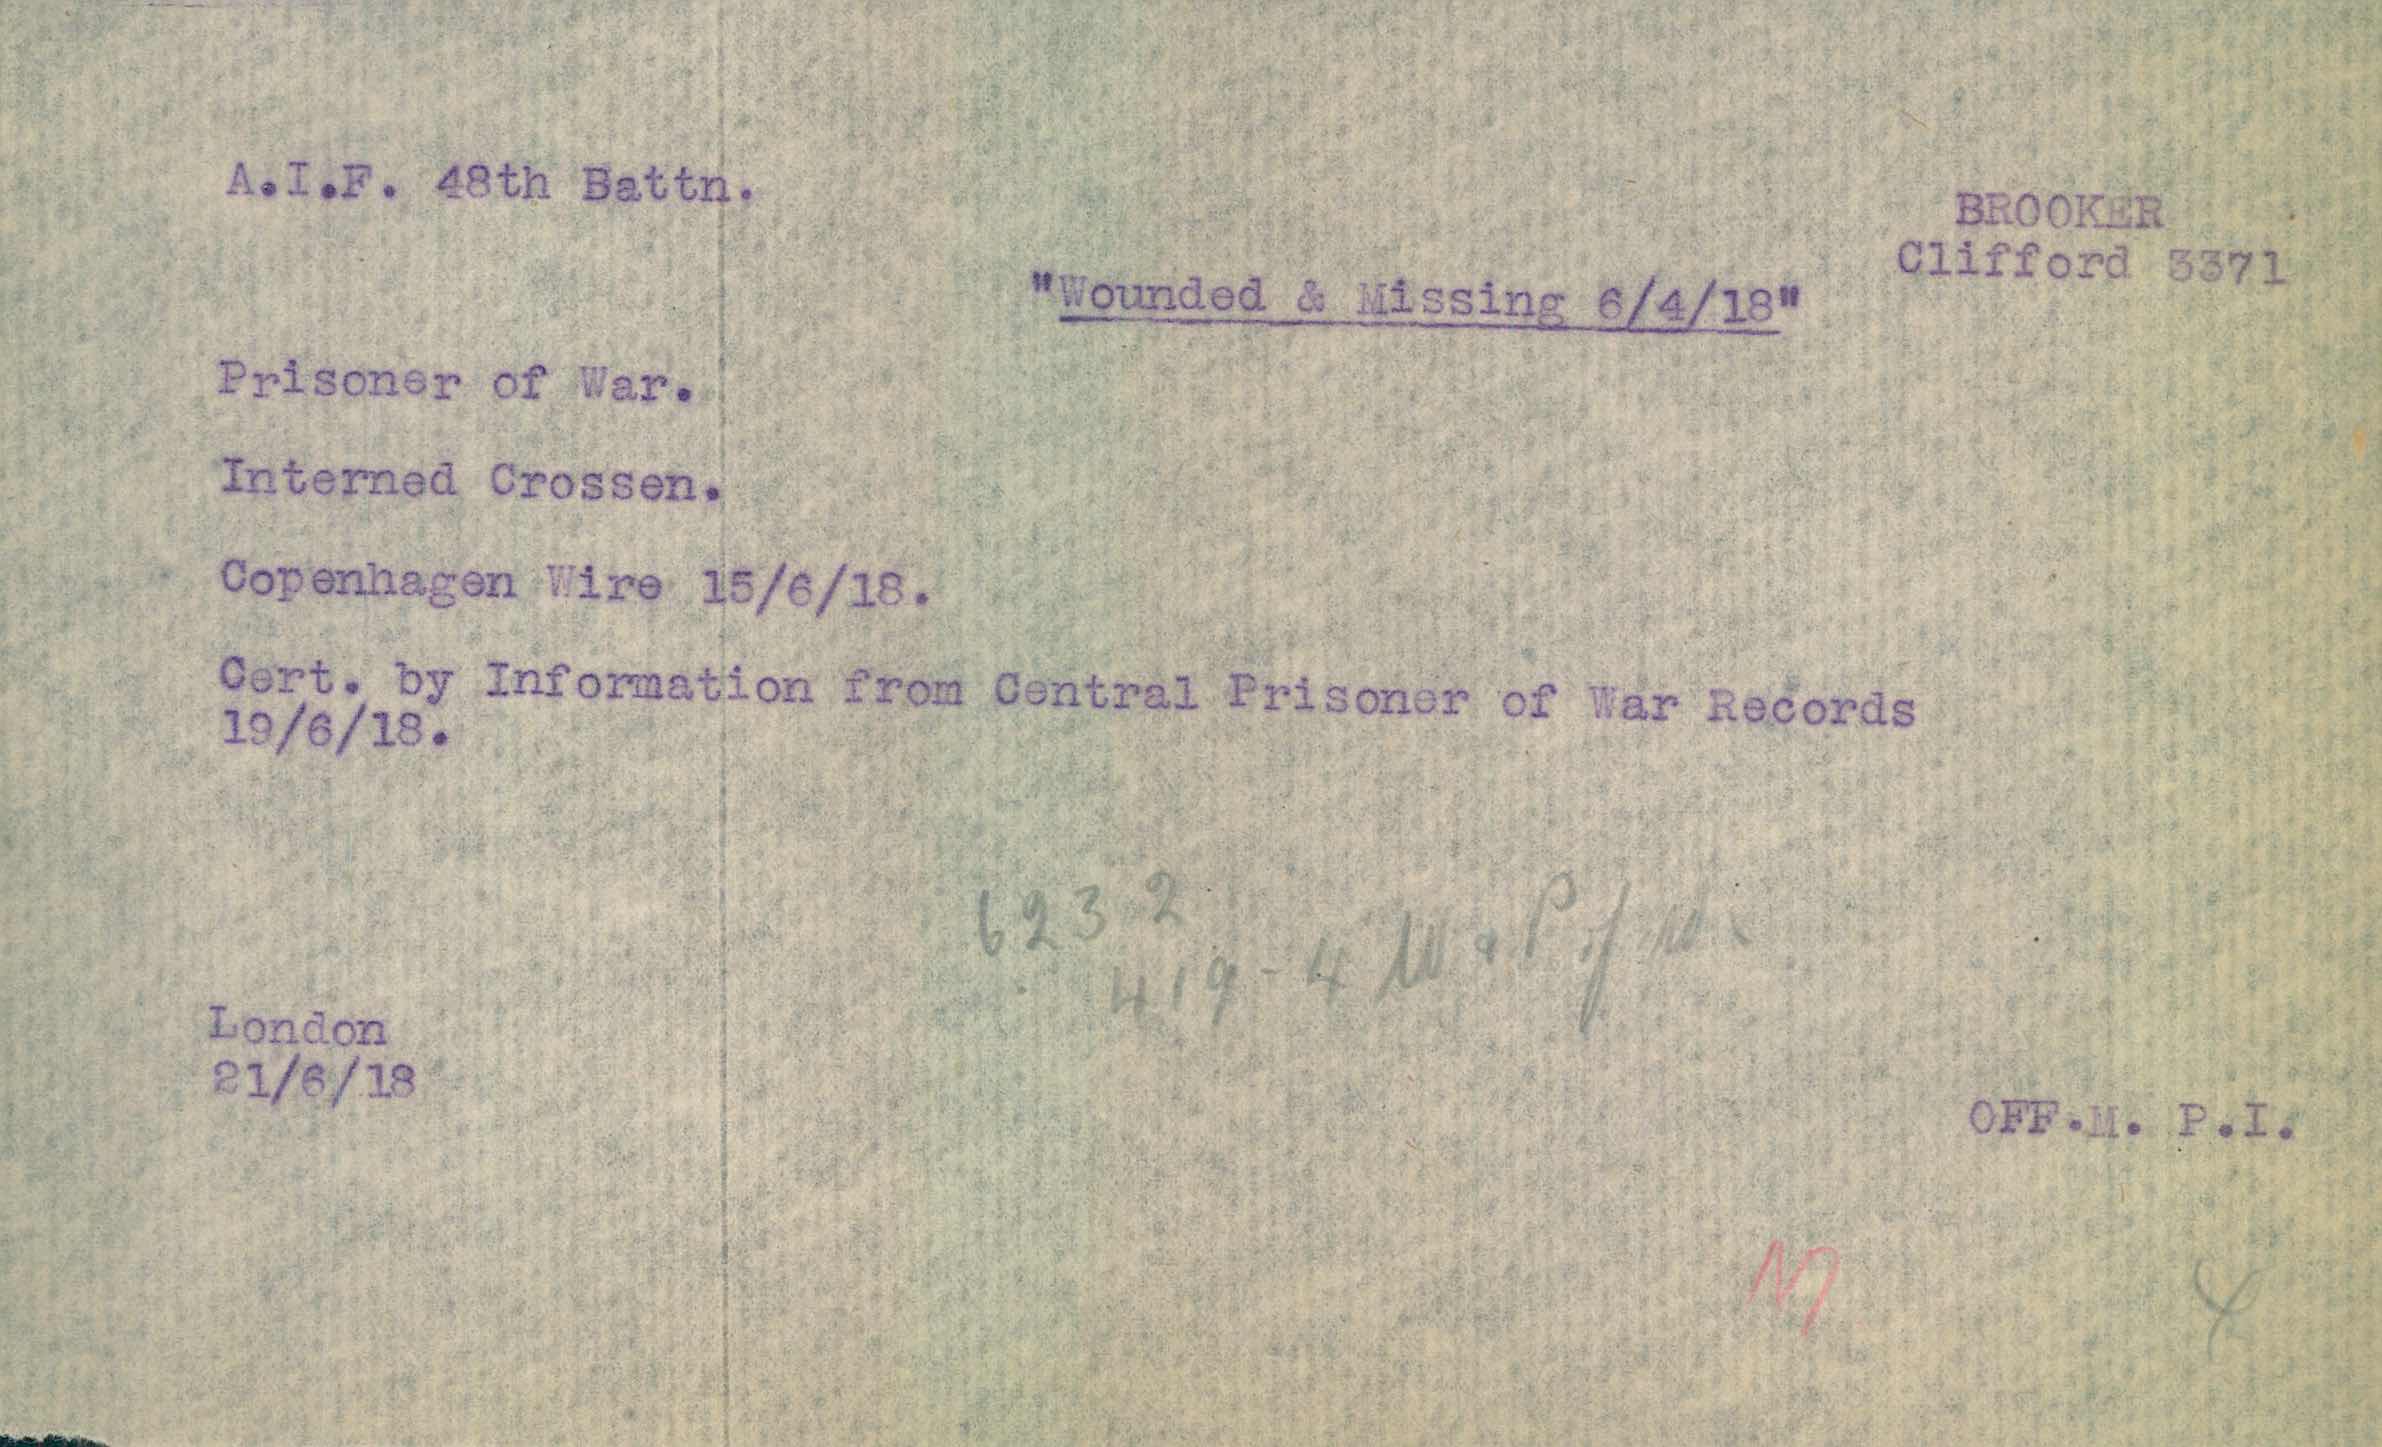 A.I.F. 48th Battn.
BROOKER
Clifford 3371
"Wounded & Missing 6/4/18"
Prisoner of War.
Interned Crossen.
Copenhagen Wire 15/6/18.
Cert. by Information from Central Prisoner of War Records
19/6/18.
6232
419-4 W & P of W.
London
21/6/18
OFF.M. P.I.